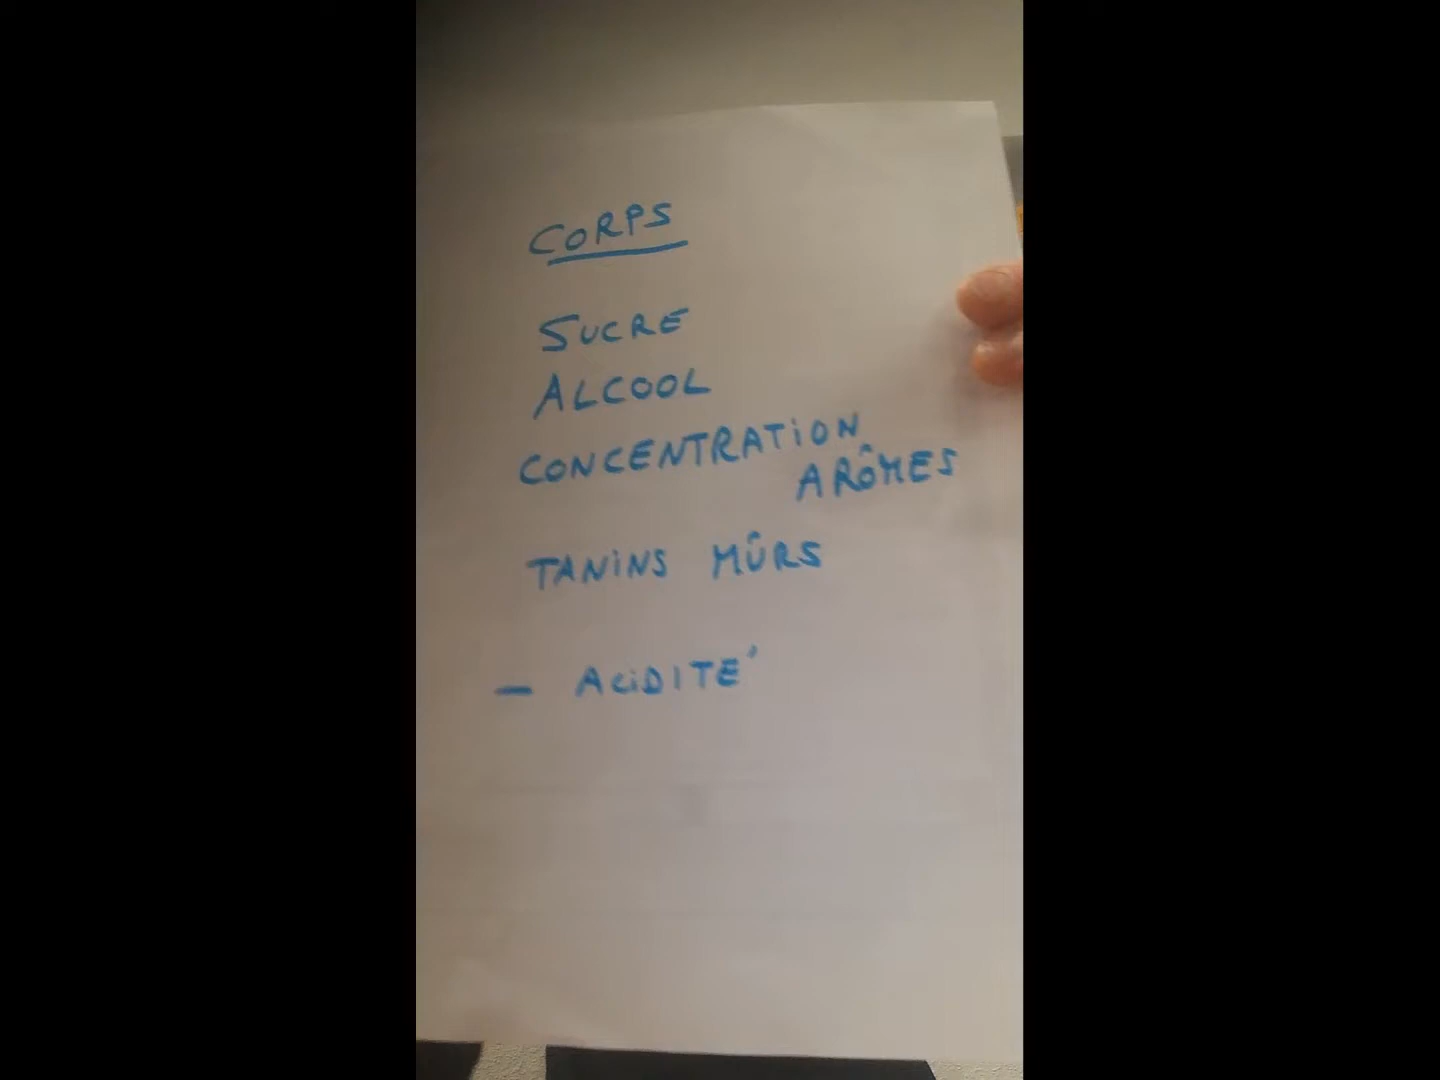 CORPS
SUCRE
ALCOOL
CONCENTRATION
ARÔMES
TANINS MÛRS
- ACIDITÉ